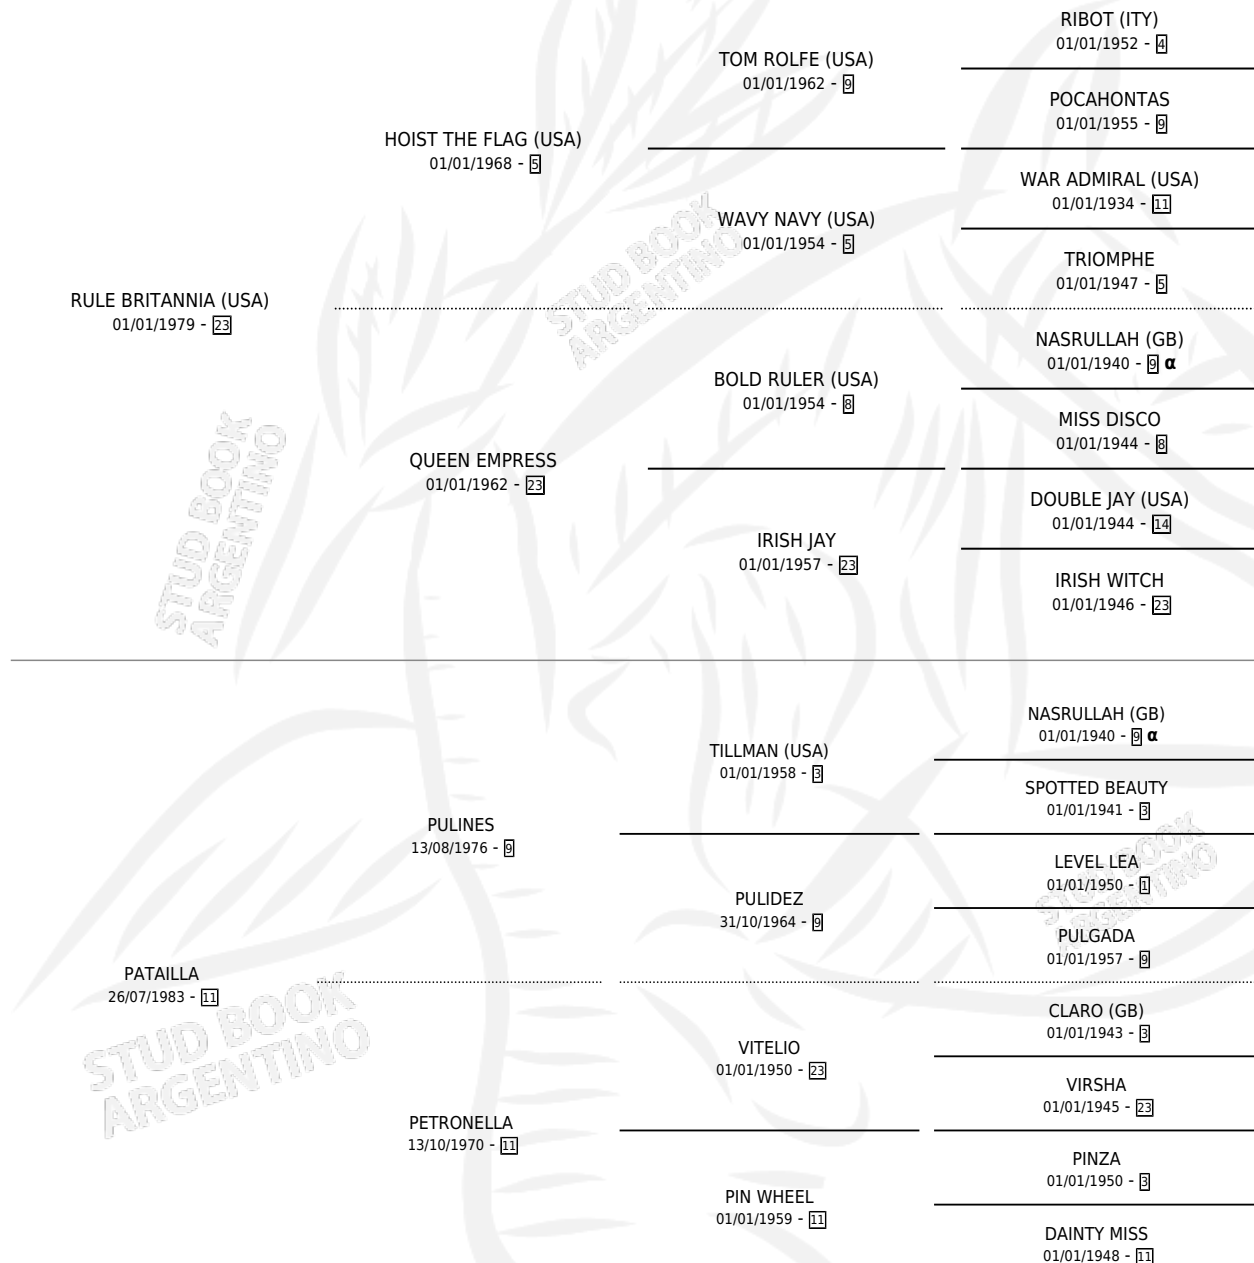 RIBOT (ITY)
01/01/1952 - 4
TOM ROLFE (USA)
01/01/1962 - 9
POCAHONTAS
01/01/1955 - 9
HOIST THE FLAG (USA)
01/01/1968 - 5
WAR ADMIRAL (USA)
01/01/1934 - 11
WAVY NAVY (USA)
01/01/1954 - 5
TRIOMPHE
01/01/1947 - 5
STUD BOOK
ARGENTINO
RULE BRITANNIA (USA)
01/01/1979 - 23
NASRULLAH (GB)
01/01/1940 - 9 α
BOLD RULER (USA)
01/01/1954 - 8
MISS DISCO
01/01/1944 - 8
QUEEN EMPRESS
01/01/1962 - 23
DOUBLE JAY (USA)
01/01/1944 - 14
IRISH JAY
01/01/1957 - 23
IRISH WITCH
01/01/1946 - 23
STUD BOOK
ARGENTINO
NASRULLAH (GB)
01/01/1940 - 9 α
TILLMAN (USA)
01/01/1958 - 3
SPOTTED BEAUTY
01/01/1941 - 3
PULINES
13/08/1976 - 9
LEVEL LEA
01/01/1950 - 1
PULIDEZ
31/10/1964 - 9
PULGADA
01/01/1957 - 9
STUD BOOK
ARGENTINO
PATAILLA
26/07/1983 - 11
CLARO (GB)
01/01/1943 - 3
VITELIO
01/01/1950 - 23
VIRSHA
01/01/1945 - 23
PETRONELLA
13/10/1970 - 11
PINZA
01/01/1950 - 3
PIN WHEEL
01/01/1959 - 11
DAINTY MISS
01/01/1948 - 11
STUD BOOK
ARGENTINO